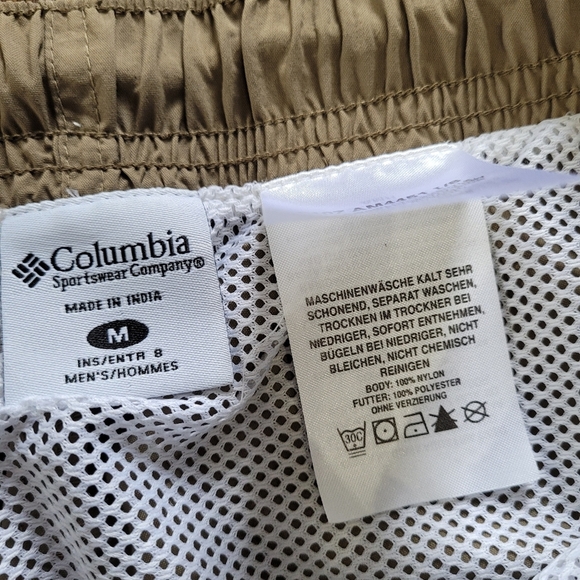 Columbia
Sportswear Company®
MADE IN INDIA
M
INS/ENTR 8
MEN'S/HOMMES
MASCHINENWÄSCHE KALT SEHR
SCHONEND, SEPARAT WASCHEN,
TROCKNEN IM TROCKNER BEI
NIEDRIGER, SOFORT ENTNEHMEN,
BÜGELN BEI NIEDRIGER, NICHT
BLEICHEN, NICHT CHEMISCH
REINIGEN
BODY: 100% NYLON
FUTTER: 100% POLYESTER
OHNE VERZIERUNG
30C